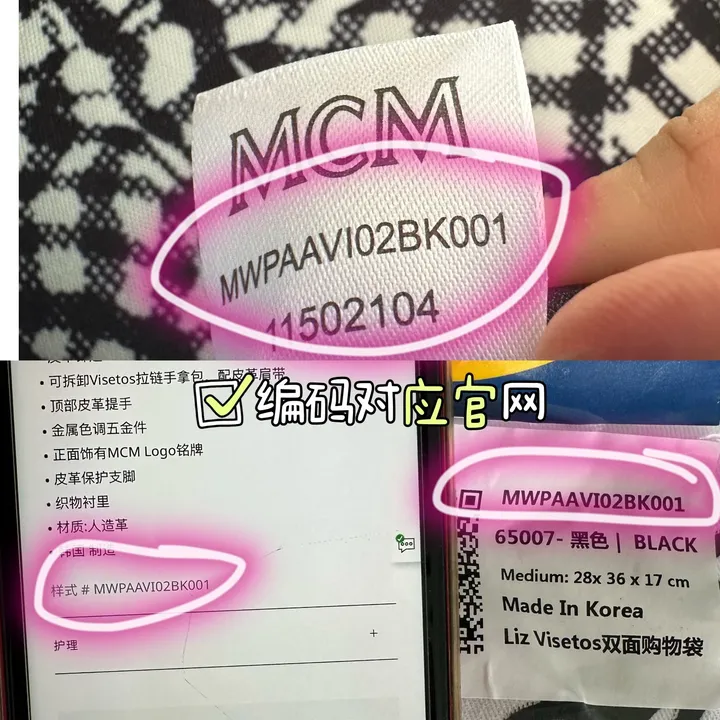 MCM
MWPAAVI02BK001
11502104
编码对应官网
• 可拆卸Visetos拉链手拿包，配皮革肩带
• 顶部皮革提手
• 金属色调五金件
• 正面饰有MCM Logo铭牌
• 皮革保护支脚
• 织物衬里
• 材质:人造革
• 韩国 制造
样式 # MWPAAVI02BK001
护理
+
MWPAAVI02BK001
65007- 黑色 | BLACK
Medium: 28x 36 x 17 cm
Made In Korea
Liz Visetos双面购物袋